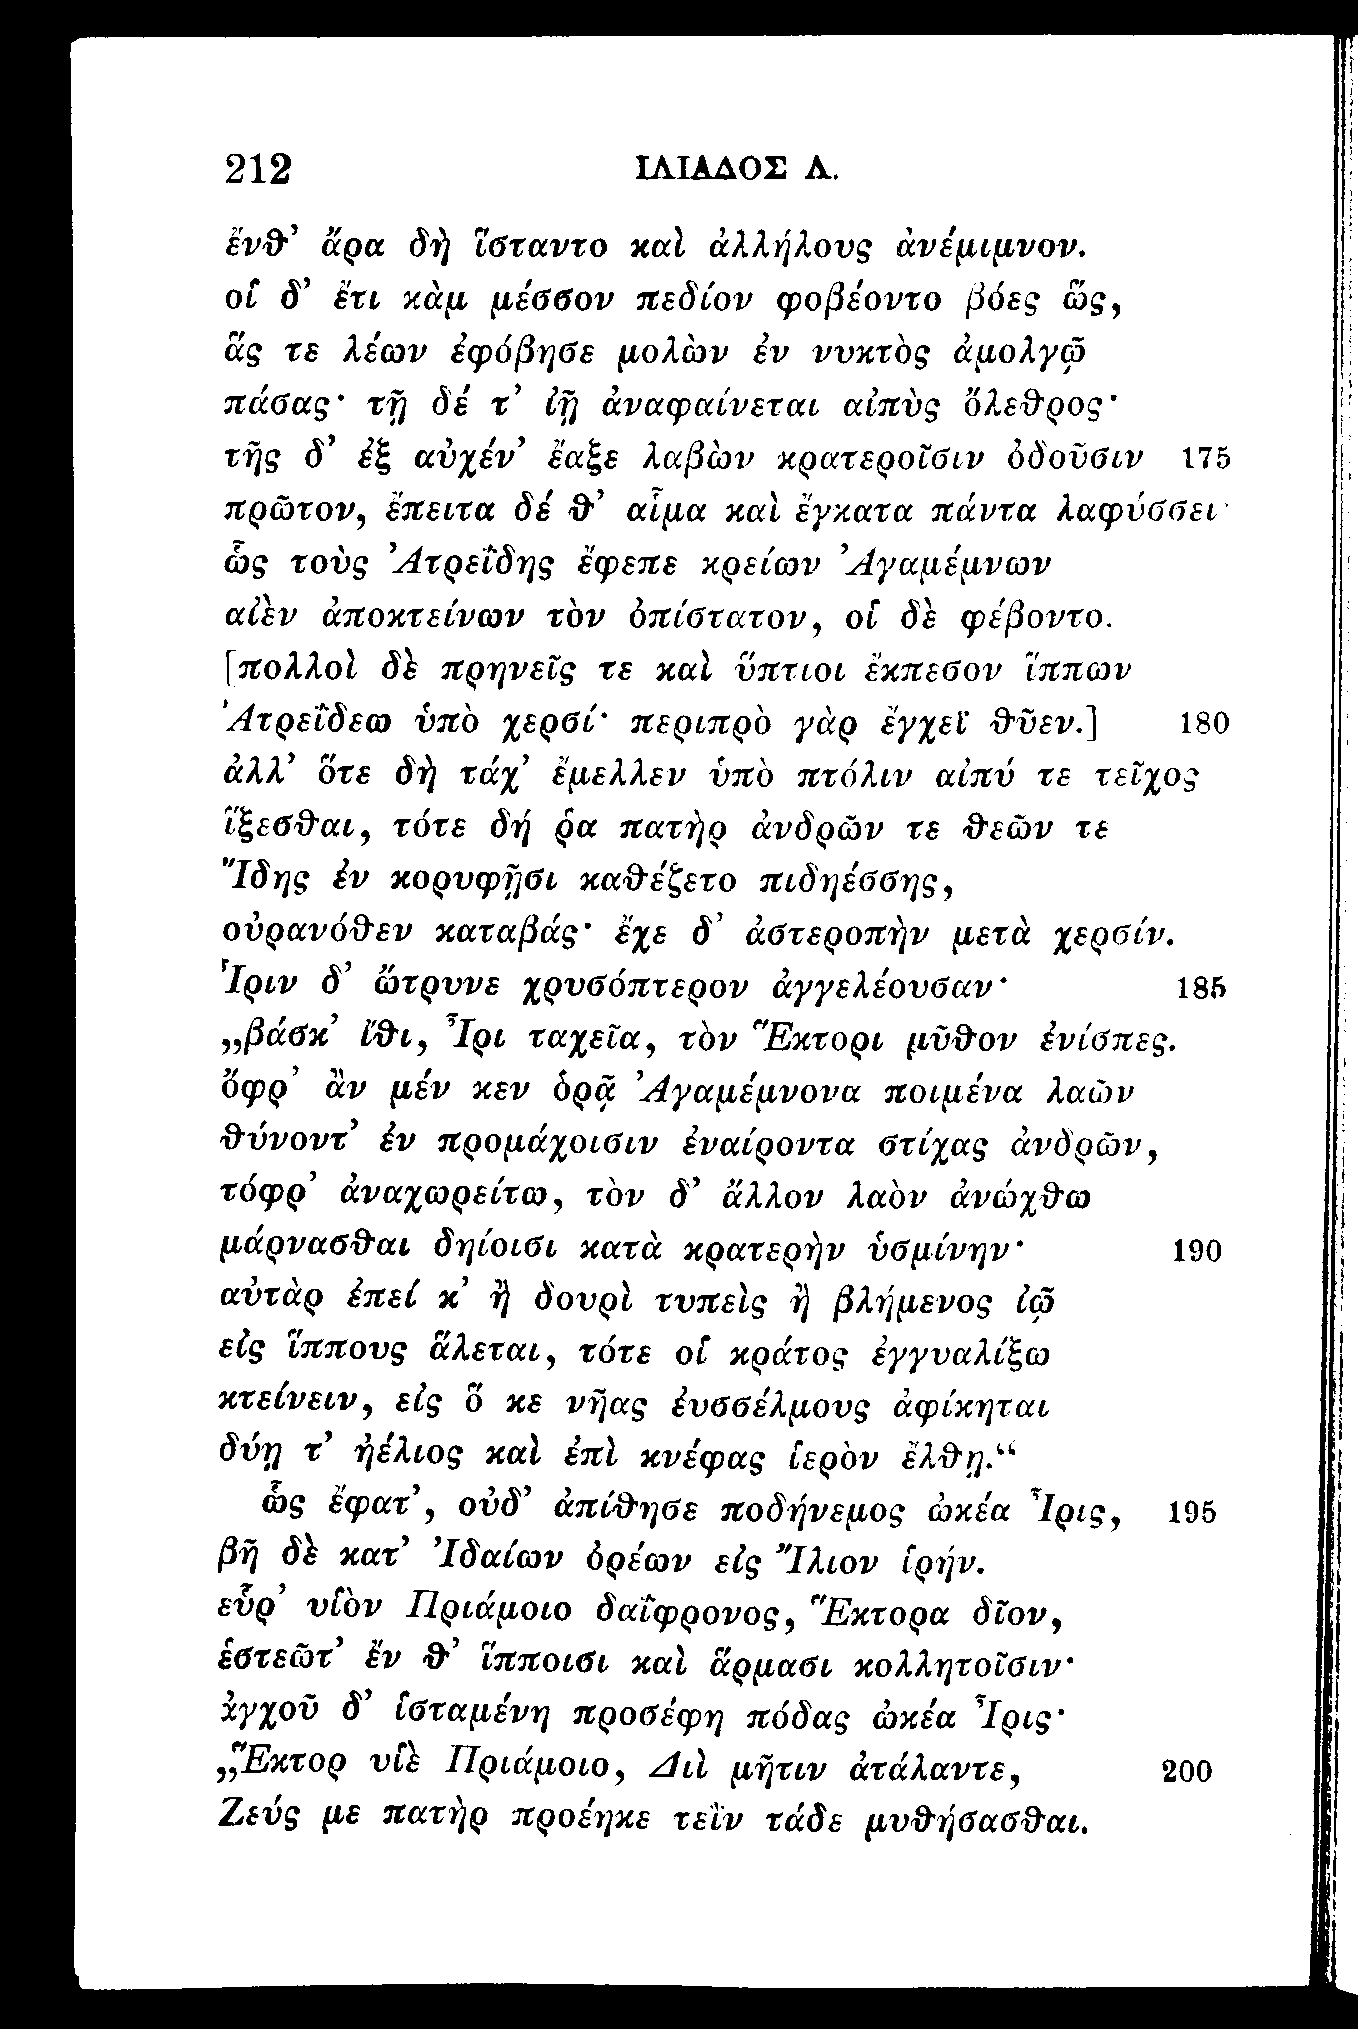 212 ΙΛΙΑΔΟΣ Λ.
ἔνϑ’ ἄρα δὴ ἵσταντο καὶ ἀλλήλους ἀνέμιμνον.
οἱ δ’ ἔτι κὰμ μέσσον πεδίον φοβέοντο βόες ὥς,
ἅς τε λέων ἐφόβησε μολὼν ἐν νυκτὸς ἀμολγῷ
πάσας· τῇ δέ τ’ ἰῇ ἀναφαίνεται αἰπὺς ὄλεϑρος·
τῆς δ’ ἐξ αὐχέν’ ἔαξε λαβὼν κρατεροῖσιν ὀδοῦσιν 175
πρῶτον, ἔπειτα δέ ϑ’ αἷμα καὶ ἔγκατα πάντα λαφύσσει·
ὧς τοὺς Ἀτρεΐδης ἔφεπε κρείων Ἀγαμέμνων
αἰὲν ἀποκτείνων τὸν ὀπίστατον, οἱ δὲ φέβοντο.
[πολλοὶ δὲ πρηνεῖς τε καὶ ὕπτιοι ἔκπεσον ἵππων
Ἀτρεΐδεω ὑπὸ χερσί· περιπρὸ γὰρ ἔγχεϊ ϑῦεν.] 180
ἀλλ’ ὅτε δὴ τάχ’ ἔμελλεν ὑπὸ πτόλιν αἰπύ τε τεῖχος
ἵξεσϑαι, τότε δή ῥα πατὴρ ἀνδρῶν τε ϑεῶν τε
Ἴδης ἐν κορυφῇσι καϑέζετο πιδηέσσης,
οὐρανόϑεν καταβάς· ἔχε δ’ ἀστεροπὴν μετὰ χερσίν.
Ἶριν δ’ ὤτρυνε χρυσόπτερον ἀγγελέουσαν· 185
„βάσκ’ ἴϑι, Ἶρι ταχεῖα, τὸν Ἕκτορι μῦϑον ἐνίσπες.
ὄφρ’ ἂν μέν κεν ὁρᾷ Ἀγαμέμνονα ποιμένα λαῶν
ϑύνοντ’ ἐν προμάχοισιν ἐναίροντα στίχας ἀνδρῶν,
τόφρ’ ἀναχωρείτω, τὸν δ’ ἄλλον λαὸν ἀνώχϑω
μάρνασϑαι δηίοισι κατὰ κρατερὴν ὑσμίνην· 190
αὐτὰρ ἐπεί κ’ ἢ δουρὶ τυπεὶς ἢ βλήμενος ἰῷ
εἰς ἵππους ἅλεται, τότε οἱ κράτος ἐγγυαλίξω
κτείνειν, εἰς ὅ κε νῆας ἐυσσέλμους ἀφίκηται
δύῃ τ’ ἠέλιος καὶ ἐπὶ κνέφας ἱερὸν ἔλϑῃ.“
ὧς ἔφατ’, οὐδ’ ἀπίϑησε ποδήνεμος ὠκέα Ἶρις, 195
βῆ δὲ κατ’ Ἰδαίων ὀρέων εἰς Ἴλιον ἱρήν.
εὗρ’ υἱὸν Πριάμοιο δαΐφρονος, Ἕκτορα δῖον,
ἑστεῶτ’ ἔν ϑ’ ἵπποισι καὶ ἅρμασι κολλητοῖσιν·
ἀγχοῦ δ’ ἱσταμένη προσέφη πόδας ὠκέα Ἶρις·
„Ἕκτορ υἱὲ Πριάμοιο, Διὶ μῆτιν ἀτάλαντε, 200
Ζεύς με πατὴρ προέηκε τεῒν τάδε μυϑήσασϑαι.